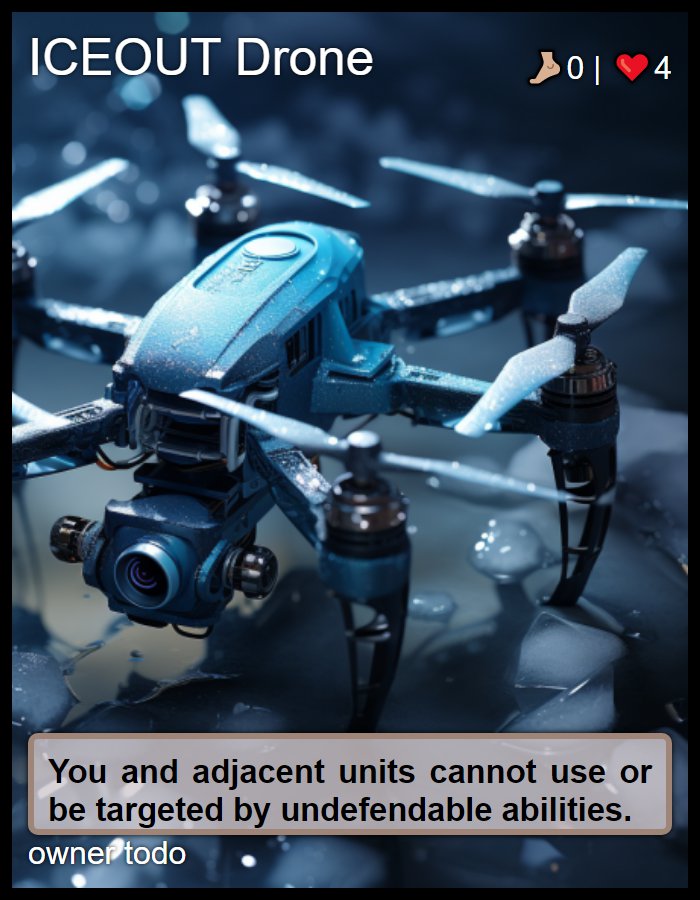 ICEOUT Drone
🦶0 | ❤️4
You and adjacent units cannot use or
be targeted by undefendable abilities.
owner todo